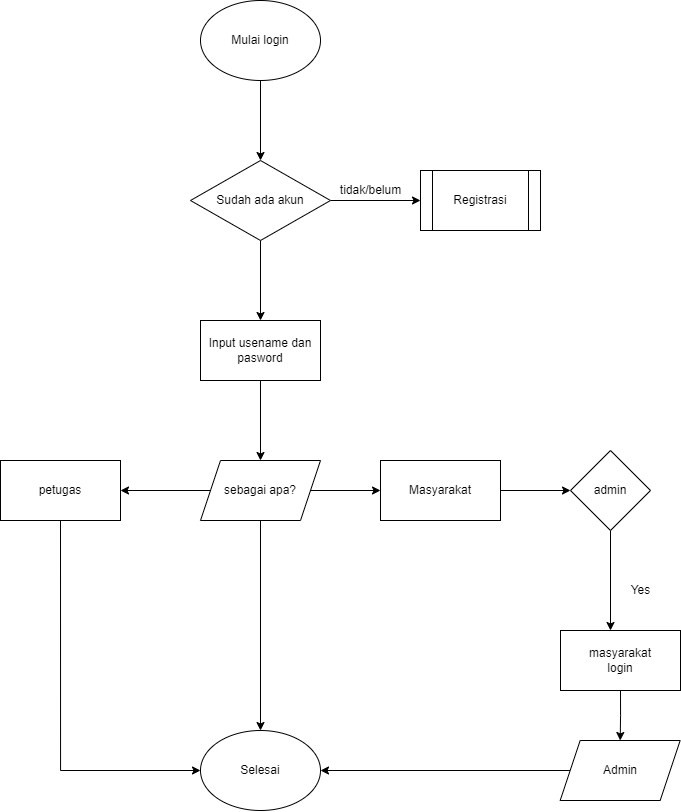 Mulai login
Sudah ada akun
tidak/belum
Registrasi
Input usename dan
pasword
petugas
sebagai apa?
Masyarakat
admin
Yes
masyarakat
login
Selesai
Admin